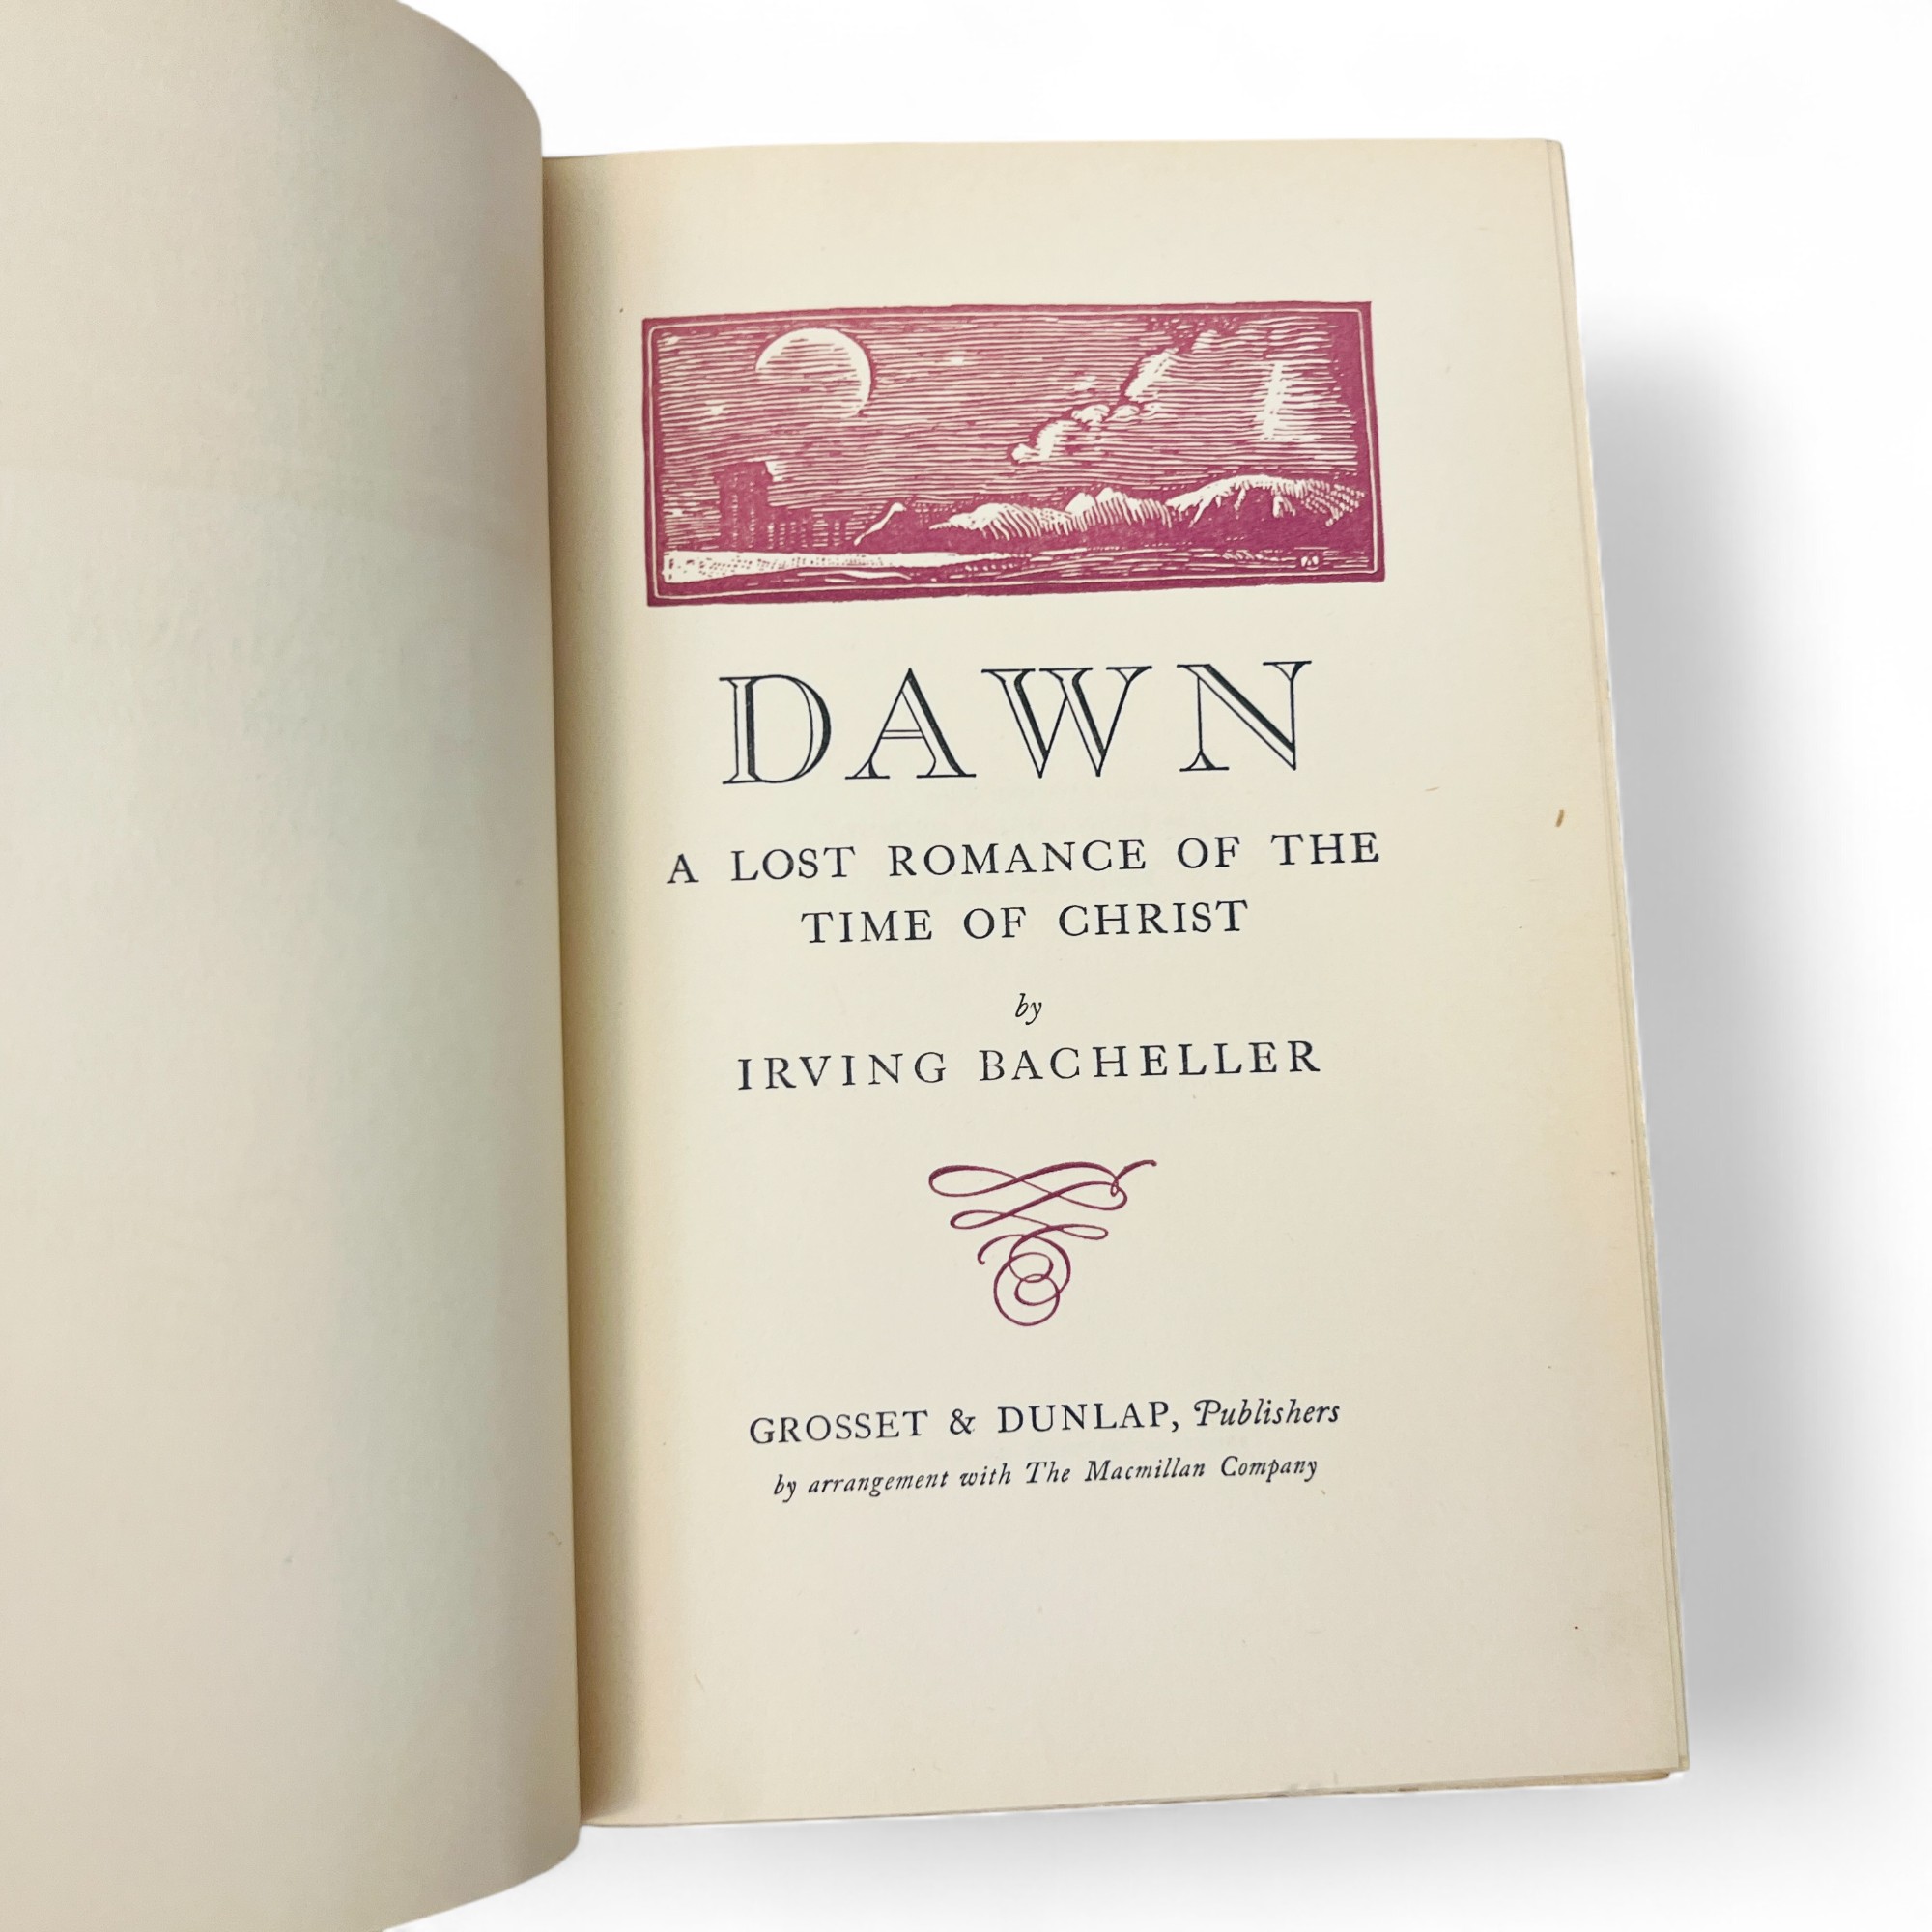 DAWN
A LOST ROMANCE OF THE
TIME OF CHRIST
by
IRVING BACHELLER
GROSSET & DUNLAP, Publishers
by arrangement with The Macmillan Company